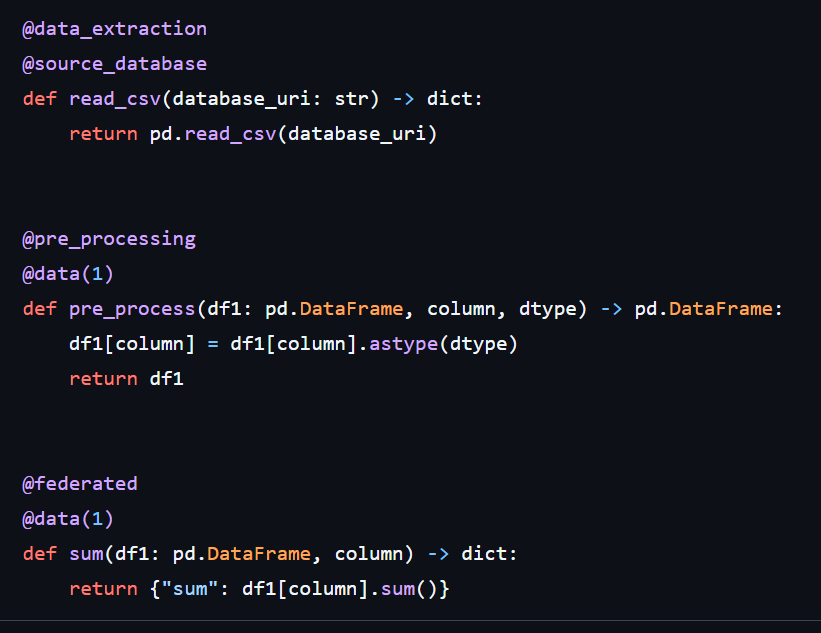 @data_extraction
@source_database
def read_csv(database_uri: str) -> dict:
    return pd.read_csv(database_uri)
@pre_processing
@data(1)
def pre_process(df1: pd.DataFrame, column, dtype) -> pd.DataFrame:
    df1[column] = df1[column].astype(dtype)
    return df1
@federated
@data(1)
def sum(df1: pd.DataFrame, column) -> dict:
    return {"sum": df1[column].sum()}